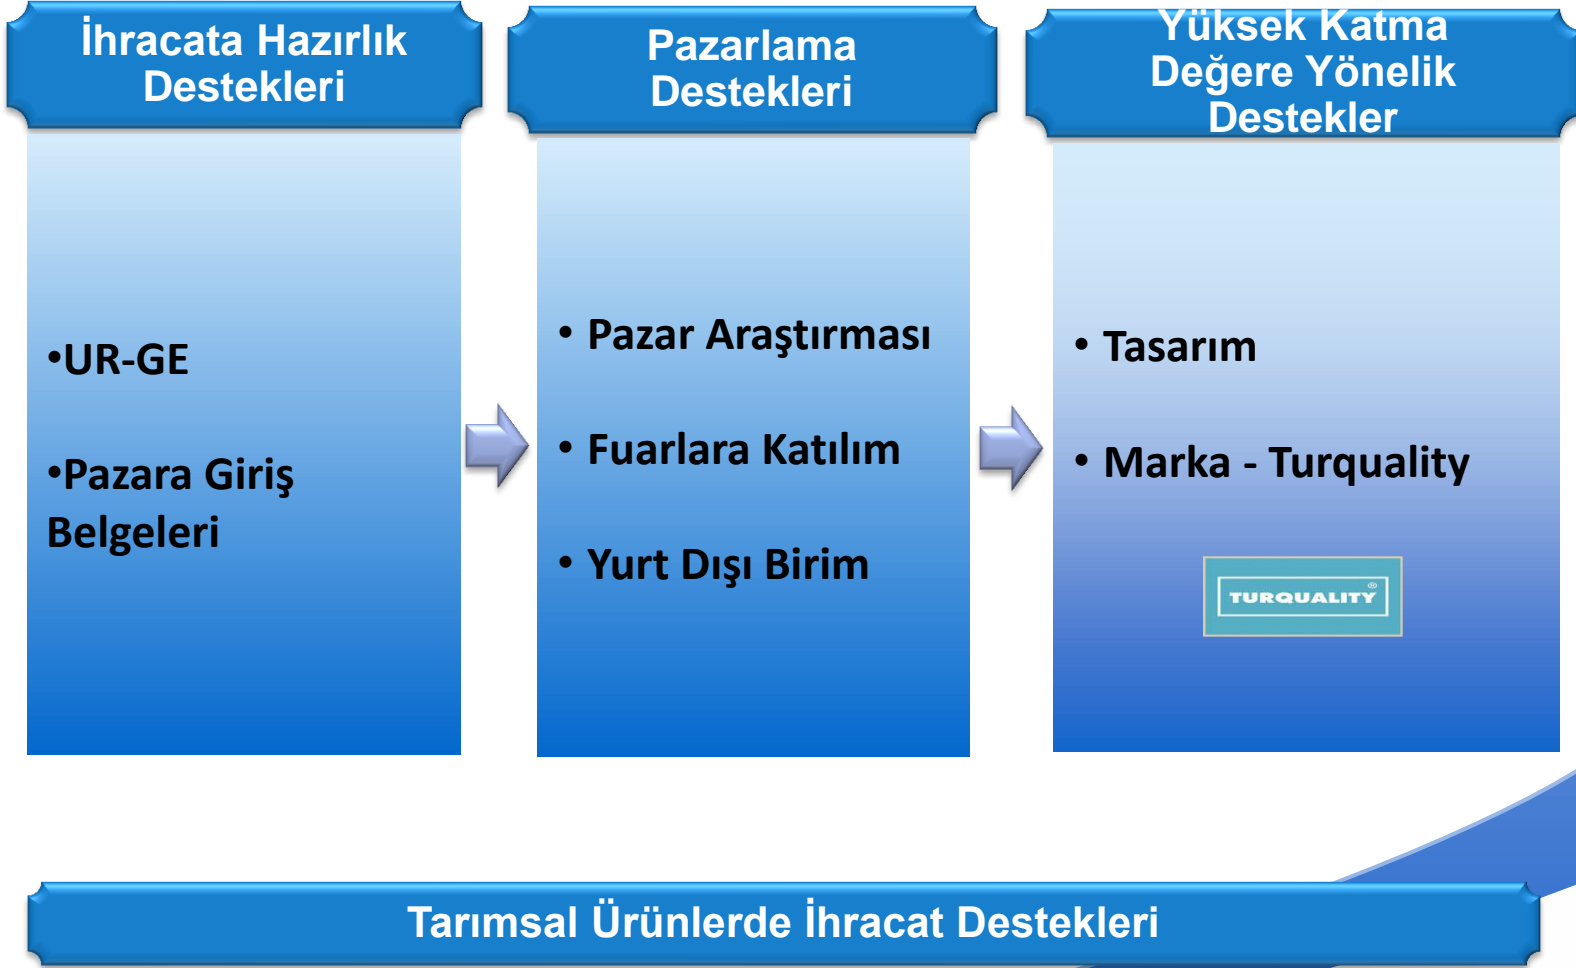 İhracata Hazırlık
Destekleri
•UR-GE
•Pazara Giriş
Belgeleri
Pazarlama
Destekleri
• Pazar Araştırması
• Fuarlara Katılım
• Yurt Dışı Birim
Yüksek Katma
Değere Yönelik
Destekler
• Tasarım
• Marka - Turquality
TURQUALITY®
Tarımsal Ürünlerde İhracat Destekleri